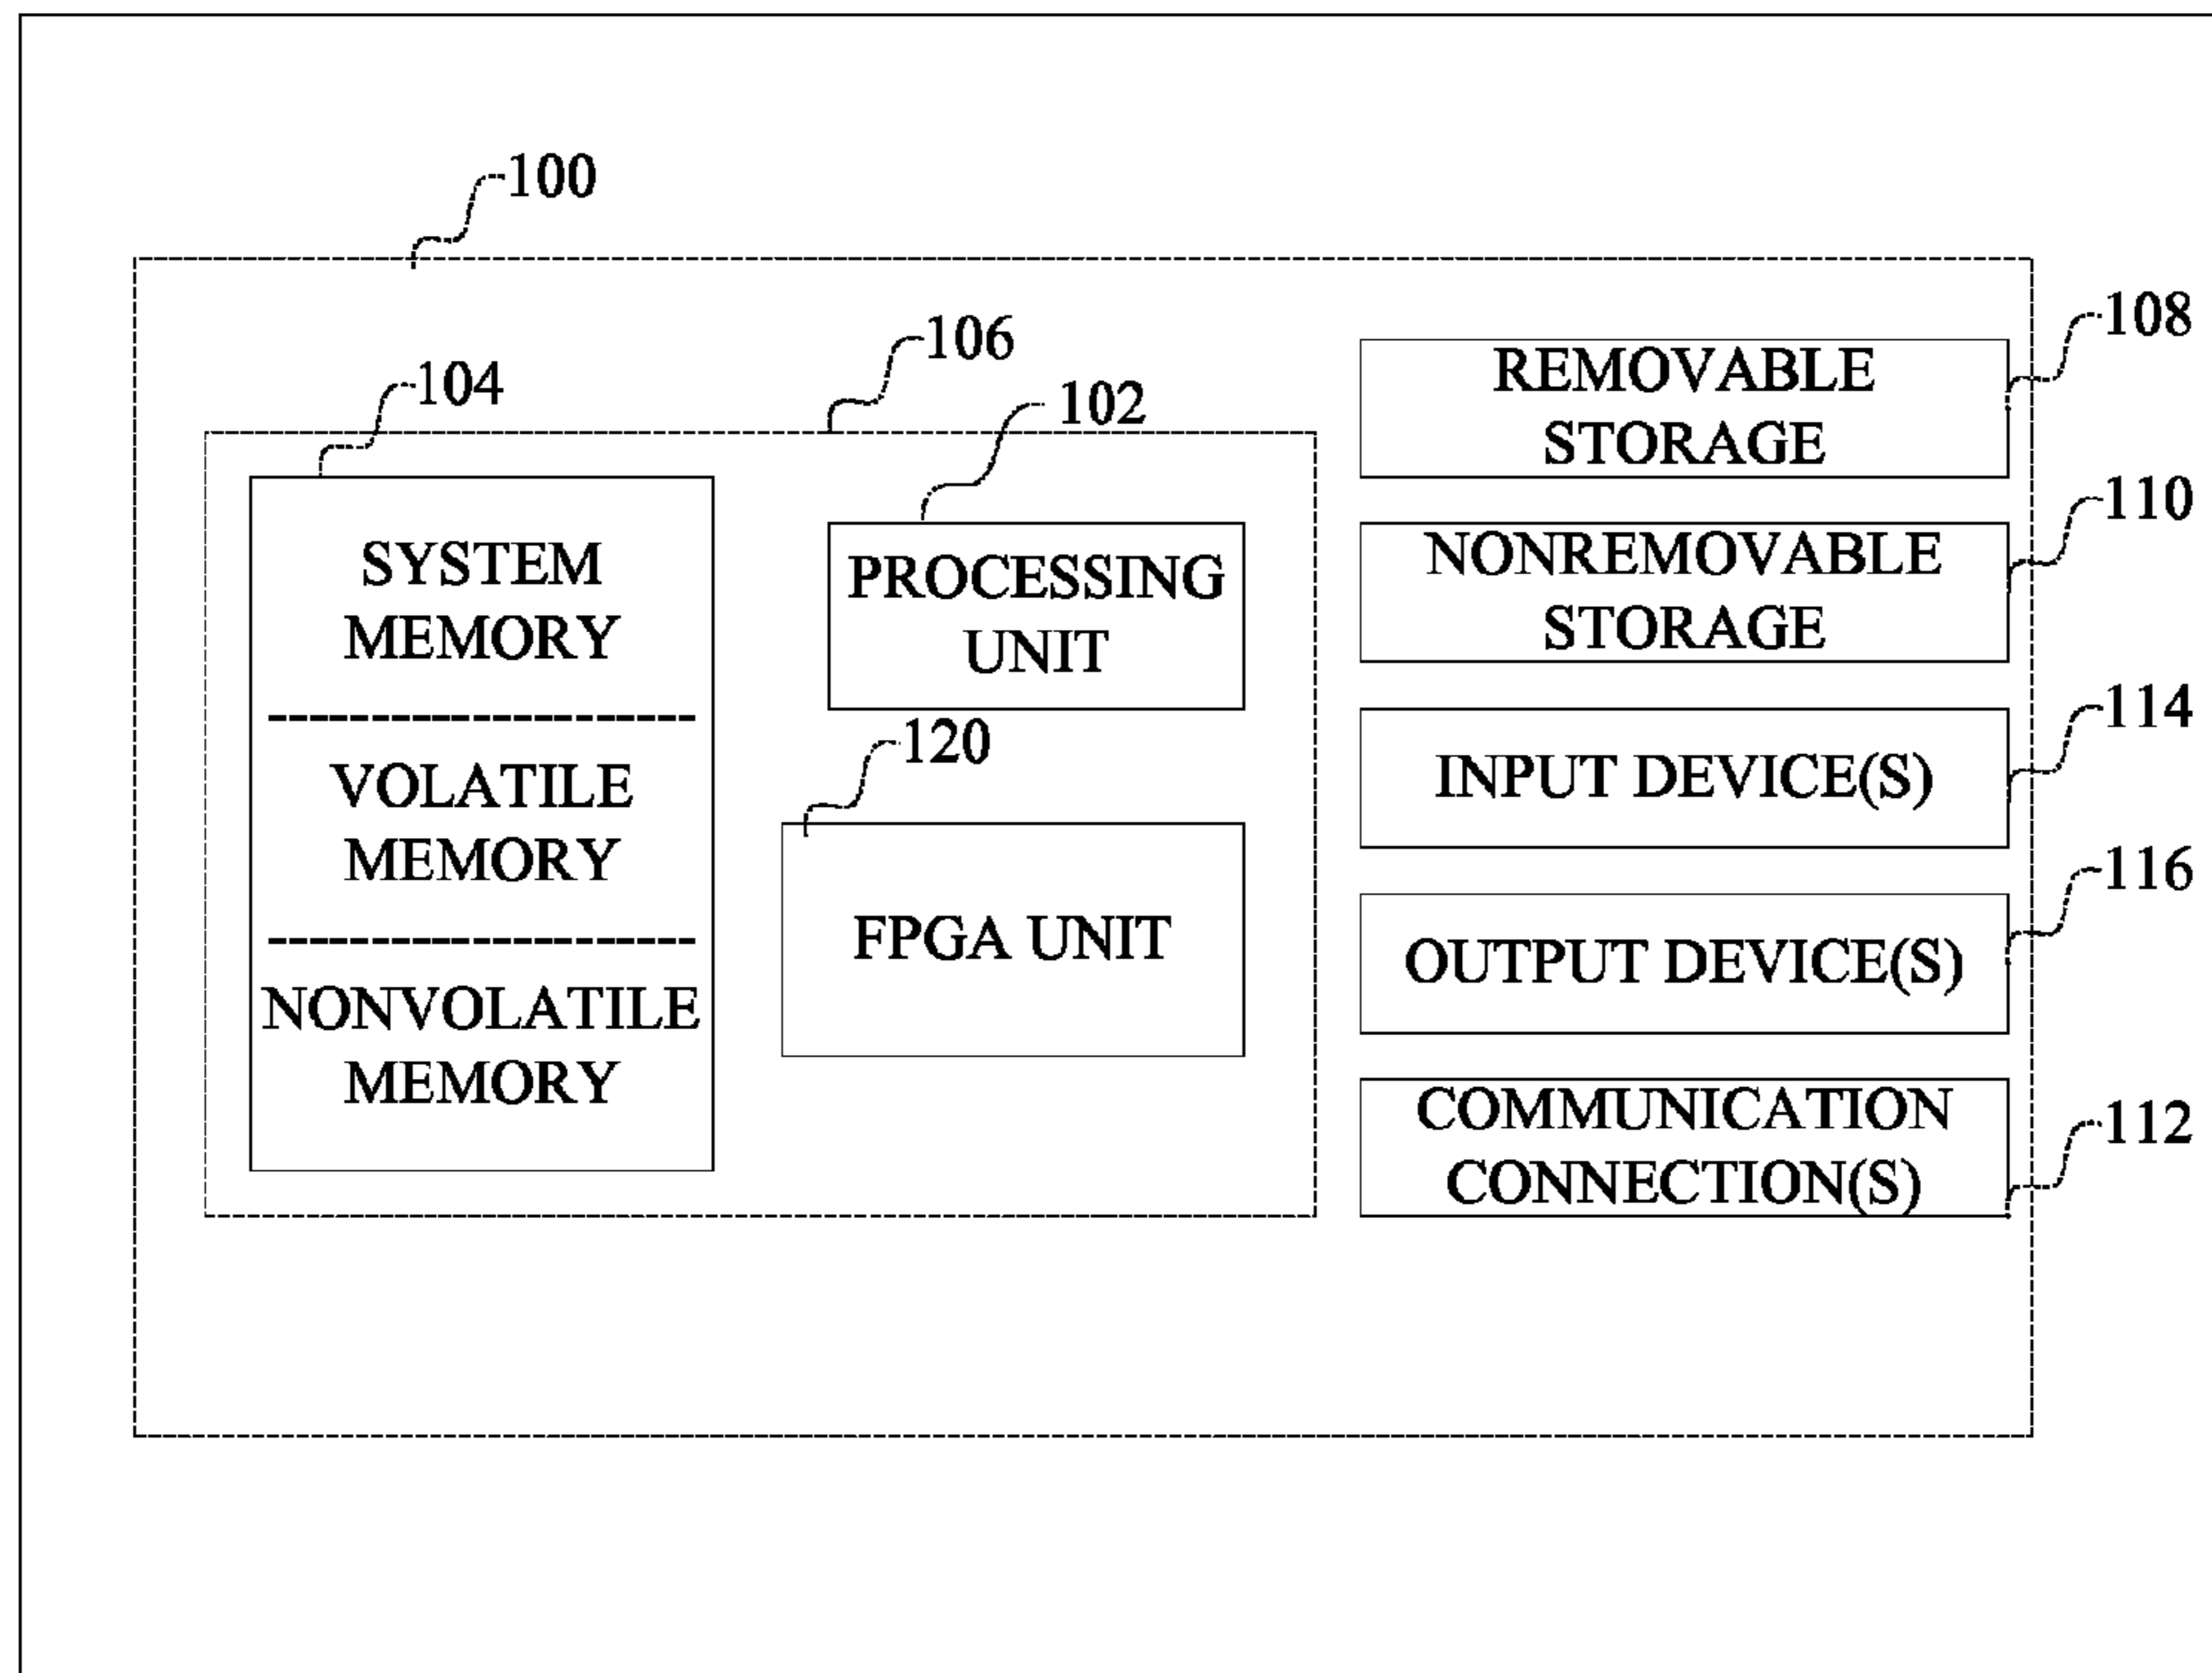 100
106
104
102
SYSTEM
MEMORY
VOLATILE
MEMORY
NONVOLATILE
MEMORY
PROCESSING
UNIT
120
FPGA UNIT
108
REMOVABLE
STORAGE
110
NONREMOVABLE
STORAGE
114
INPUT DEVICE(S)
116
OUTPUT DEVICE(S)
112
COMMUNICATION
CONNECTION(S)